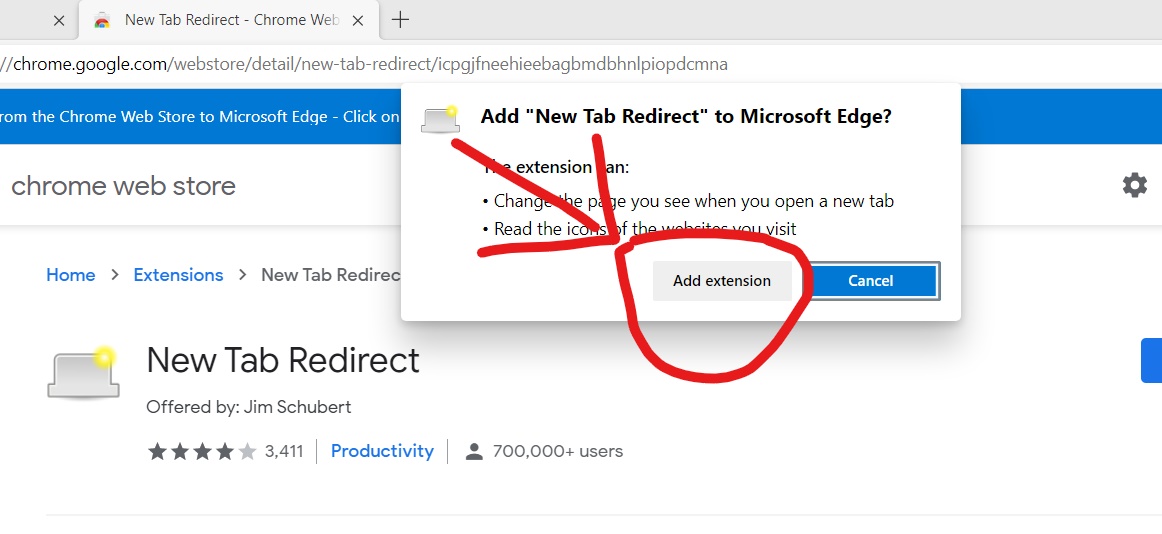 New Tab Redirect - Chrome Web
//chrome.google.com/webstore/detail/new-tab-redirect/icpgjfneehieebagbmdbhnlpiopdcmna
rom the Chrome Web Store to Microsoft Edge - Click on
Add "New Tab Redirect" to Microsoft Edge?
The extension can:
• Change the page you see when you open a new tab
• Read the icons of the websites you visit
Add extension
Cancel
chrome web store
Home > Extensions > New Tab Redirec
New Tab Redirect
Offered by: Jim Schubert
3,411
Productivity
700,000+ users